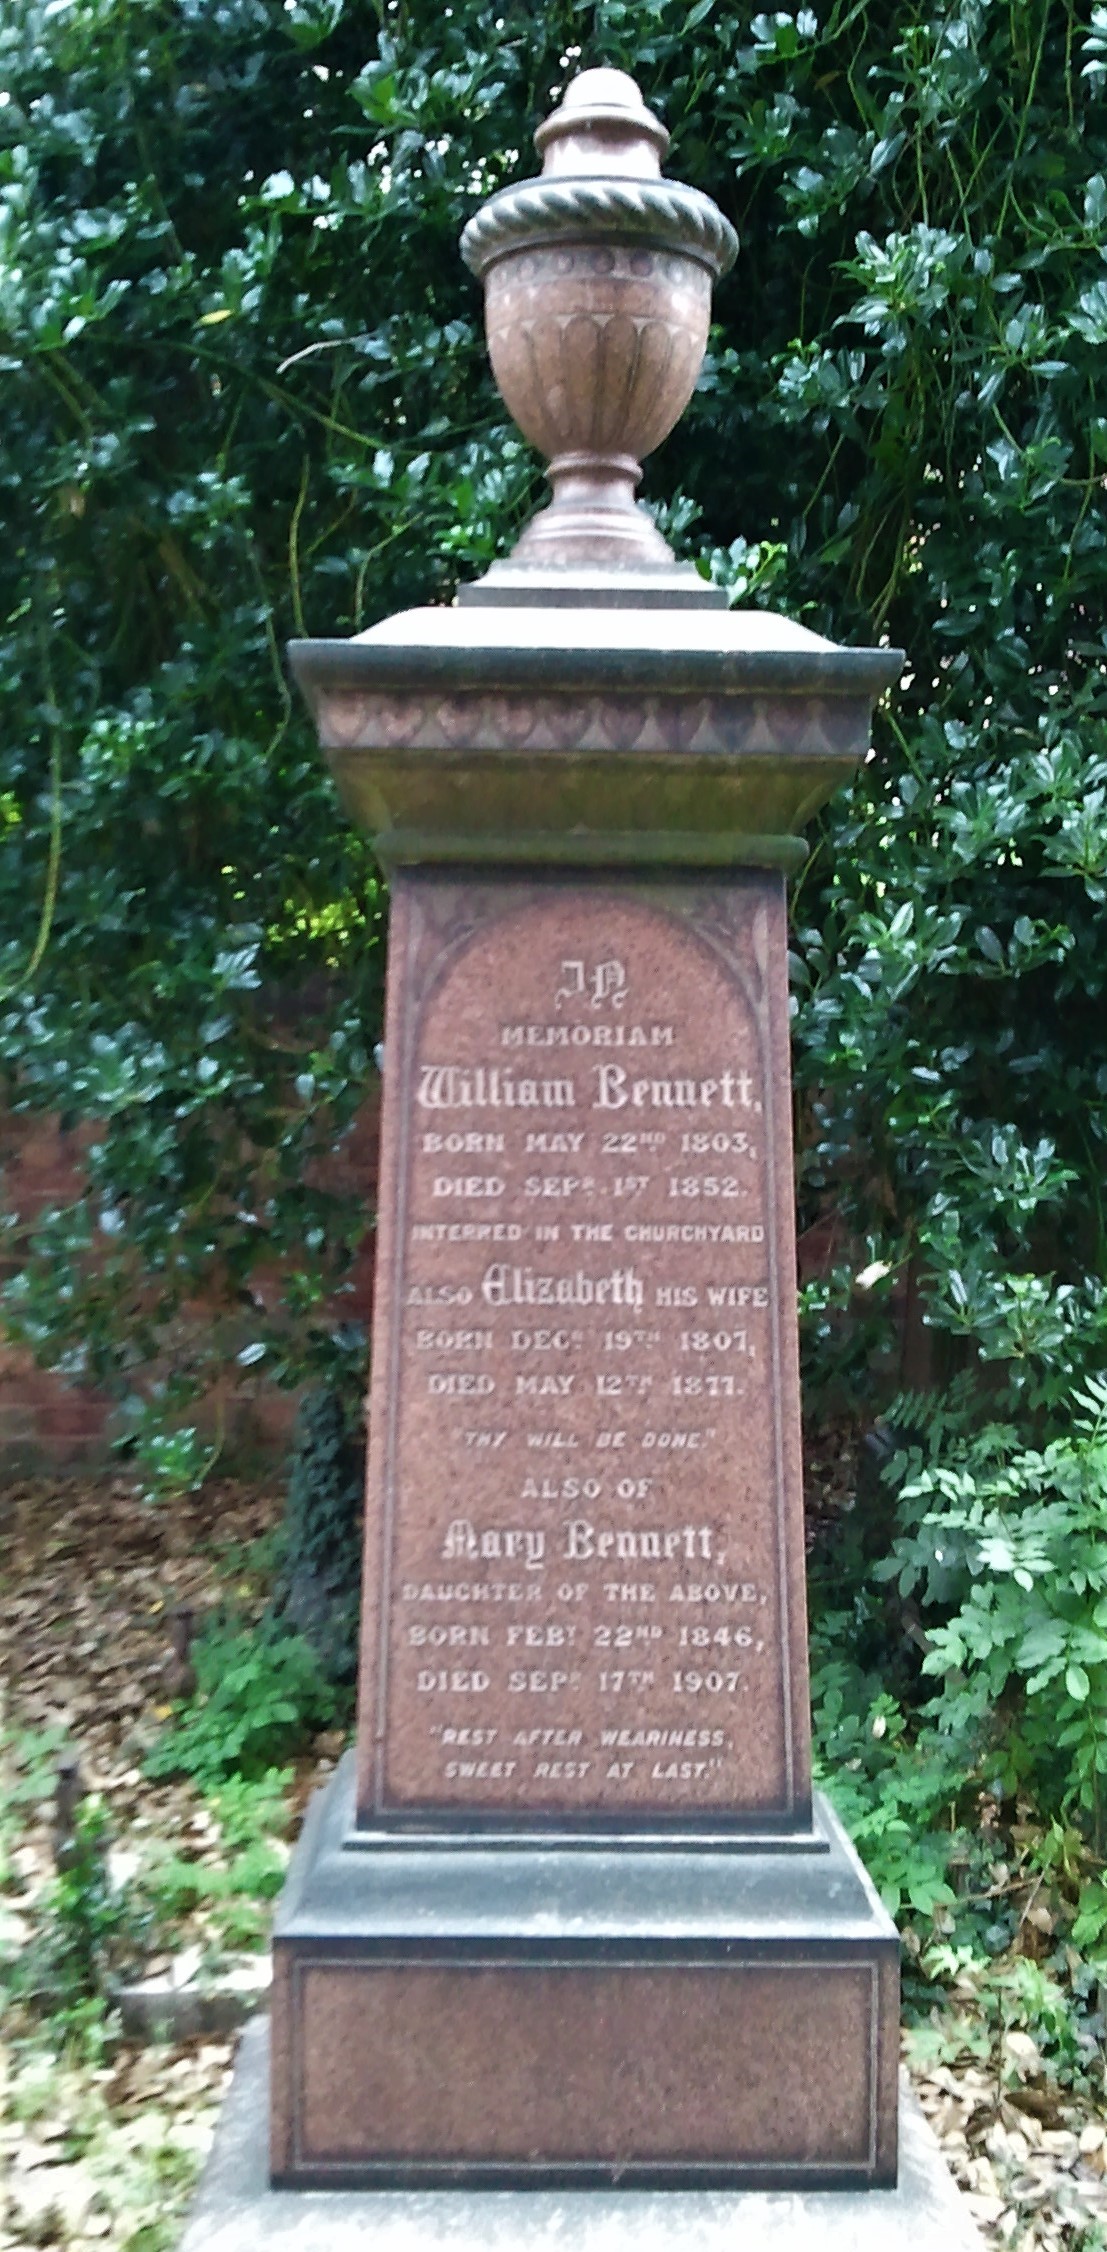 In
MEMORIAM
William Bennett,
BORN MAY 22ND 1803,
DIED SEPR. 1ST 1852.
INTERRED IN THE CHURCHYARD
ALSO Elizabeth HIS WIFE
BORN DECR 19TH 1807,
DIED MAY 12TH 1877.
"THY WILL BE DONE."
ALSO OF
Mary Bennett,
DAUGHTER OF THE ABOVE,
BORN FEBY 22ND 1846,
DIED SEPR 17TH 1907.
"REST AFTER WEARINESS,
SWEET REST AT LAST."